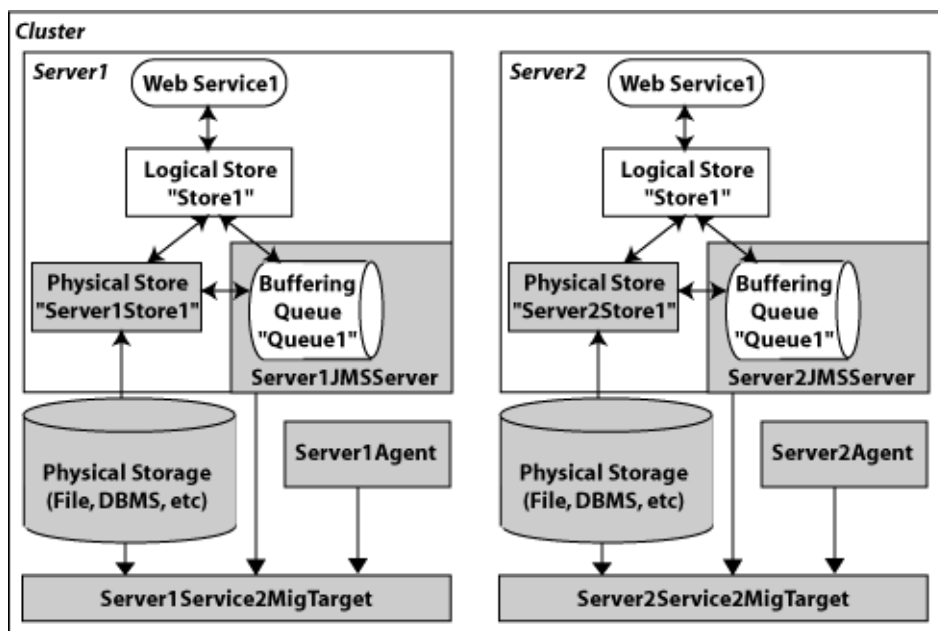 Cluster
Server1
Web Service1
Logical Store
"Store1"
Physical Store
"Server1Store1"
Buffering
Queue
"Queue1"
Server1JMSServer
Physical Storage
(File, DBMS, etc)
Server1Agent
Server1Service2MigTarget
Server2
Web Service1
Logical Store
"Store1"
Physical Store
"Server2Store1"
Buffering
Queue
"Queue1"
Server2JMSServer
Physical Storage
(File, DBMS, etc)
Server2Agent
Server2Service2MigTarget